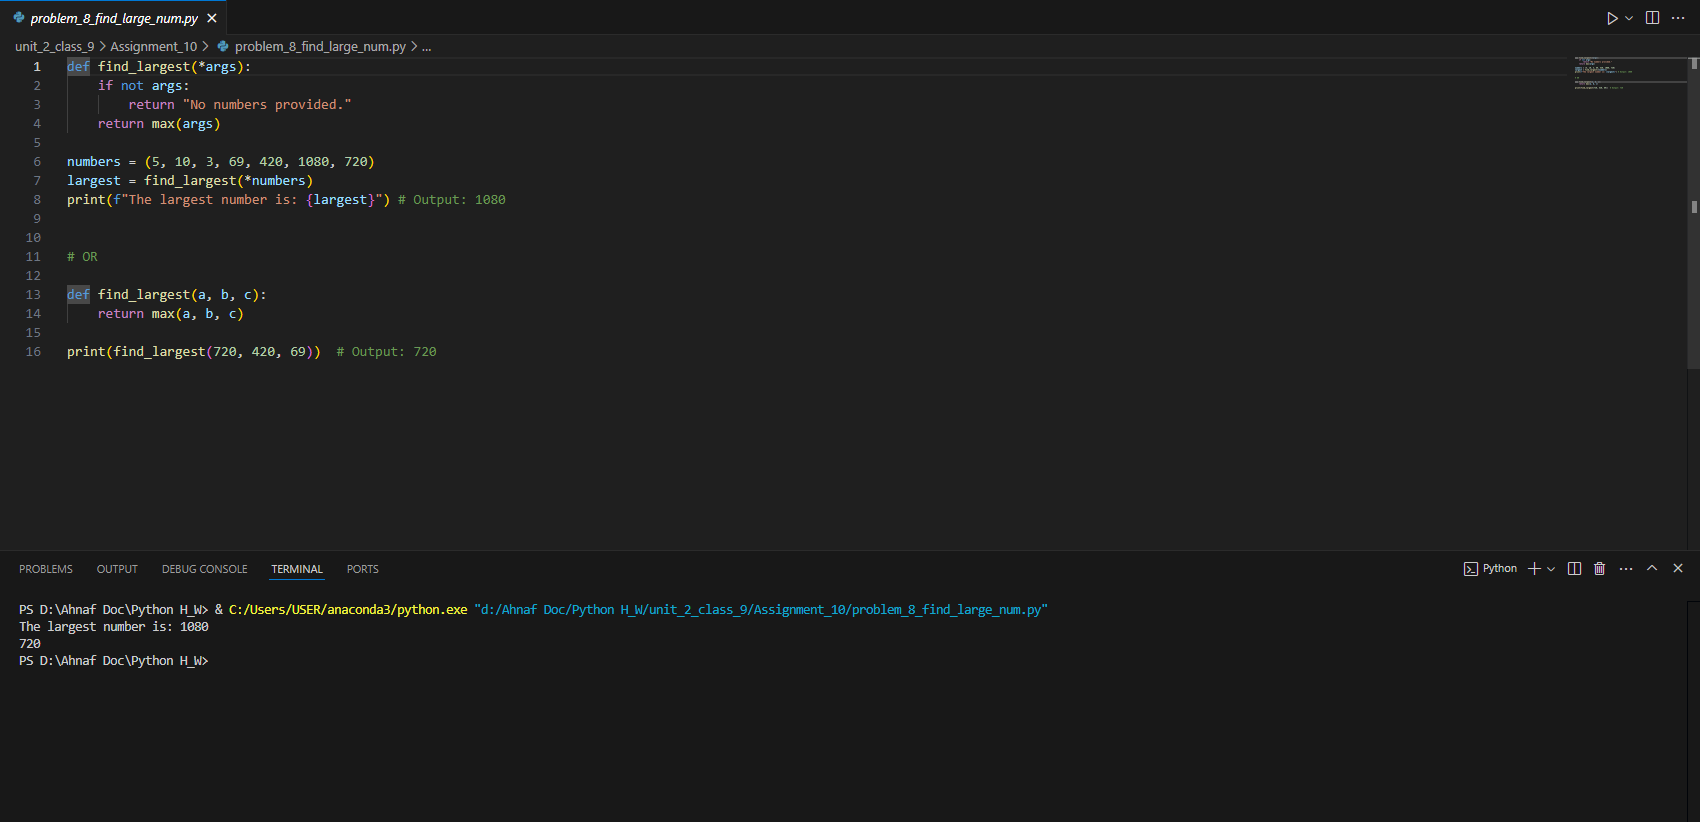 problem_8_find_large_num.py
unit_2_class_9 > Assignment_10 > problem_8_find_large_num.py > ...
1 def find_largest(*args):
2     if not args:
3         return "No numbers provided."
4     return max(args)
5
6 numbers = (5, 10, 3, 69, 420, 1080, 720)
7 largest = find_largest(*numbers)
8 print(f"The largest number is: {largest}") # Output: 1080
9
10
11 # OR
12
13 def find_largest(a, b, c):
14     return max(a, b, c)
15
16 print(find_largest(720, 420, 69))  # Output: 720
PROBLEMS OUTPUT DEBUG CONSOLE TERMINAL PORTS Python
PS D:\Ahnaf Doc\Python H_W> & C:/Users/USER/anaconda3/python.exe "d:/Ahnaf Doc/Python H_W/unit_2_class_9/Assignment_10/problem_8_find_large_num.py"
The largest number is: 1080
720
PS D:\Ahnaf Doc\Python H_W>